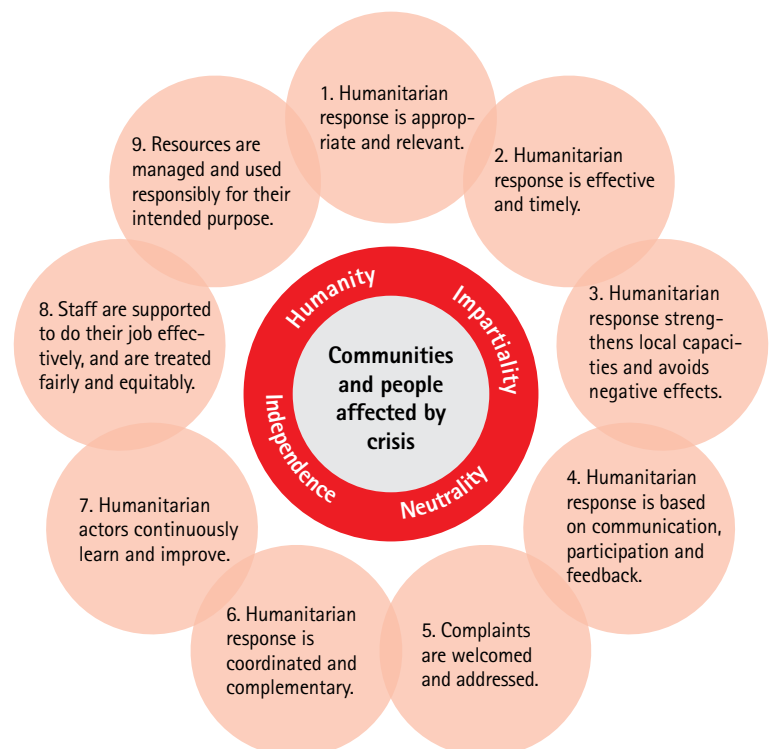 1. Humanitarian
response is approp-
riate and relevant.
2. Humanitarian
response is effective
and timely.
3. Humanitarian
response streng-
thens local capaci-
ties and avoids
negative effects.
4. Humanitarian
response is based
on communication,
participation and
feedback.
5. Complaints
are welcomed
and addressed.
6. Humanitarian
response is
coordinated and
complementary.
7. Humanitarian
actors continuously
learn and improve.
8. Staff are supported
to do their job effec-
tively, and are treated
fairly and equitably.
9. Resources are
managed and used
responsibly for their
intended purpose.
Humanity
Impartiality
Neutrality
Independence
Communities
and people
affected by
crisis